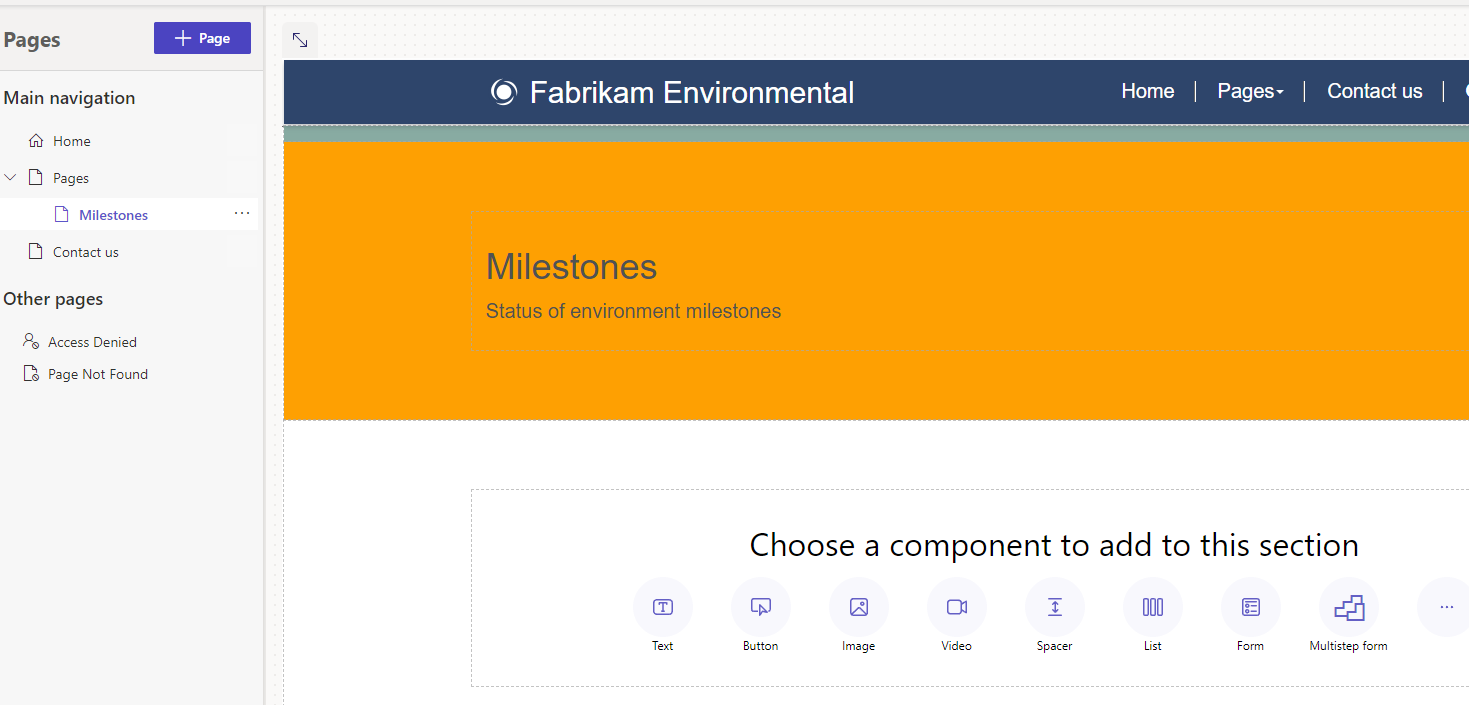 Pages
+ Page
Main navigation
Home
Pages
Milestones
Contact us
Other pages
Access Denied
Page Not Found
Fabrikam Environmental
Home | Pages | Contact us |
Milestones
Status of environment milestones
Choose a component to add to this section
Text Button Image Video Spacer List Form Multistep form